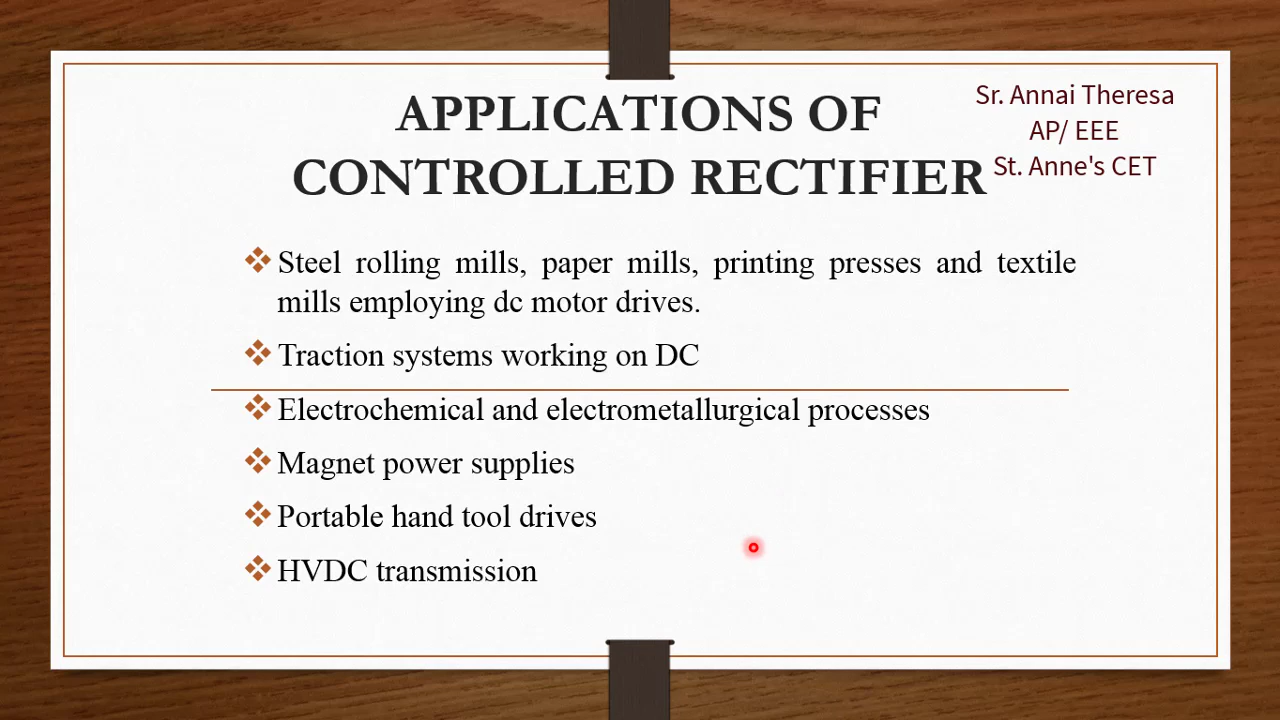 APPLICATIONS OF
CONTROLLED RECTIFIER
Sr. Annai Theresa
AP/ EEE
St. Anne's CET
Steel rolling mills, paper mills, printing presses and textile
mills employing dc motor drives.
Traction systems working on DC
Electrochemical and electrometallurgical processes
Magnet power supplies
Portable hand tool drives
HVDC transmission